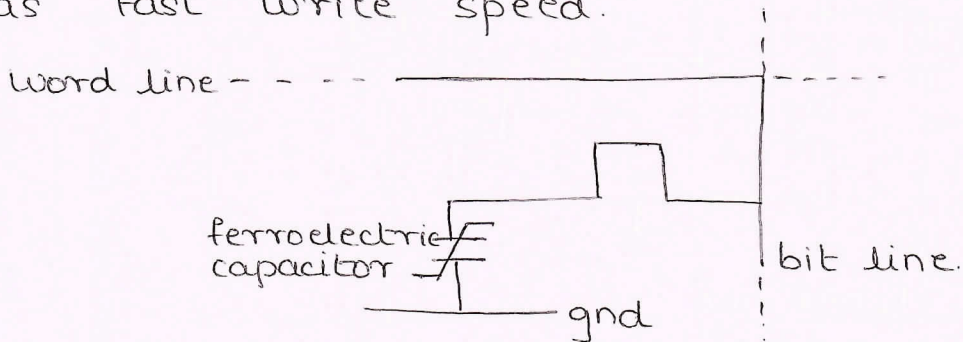 as fast write speed.
word line
ferroelectric
capacitor
bit line.
gnd